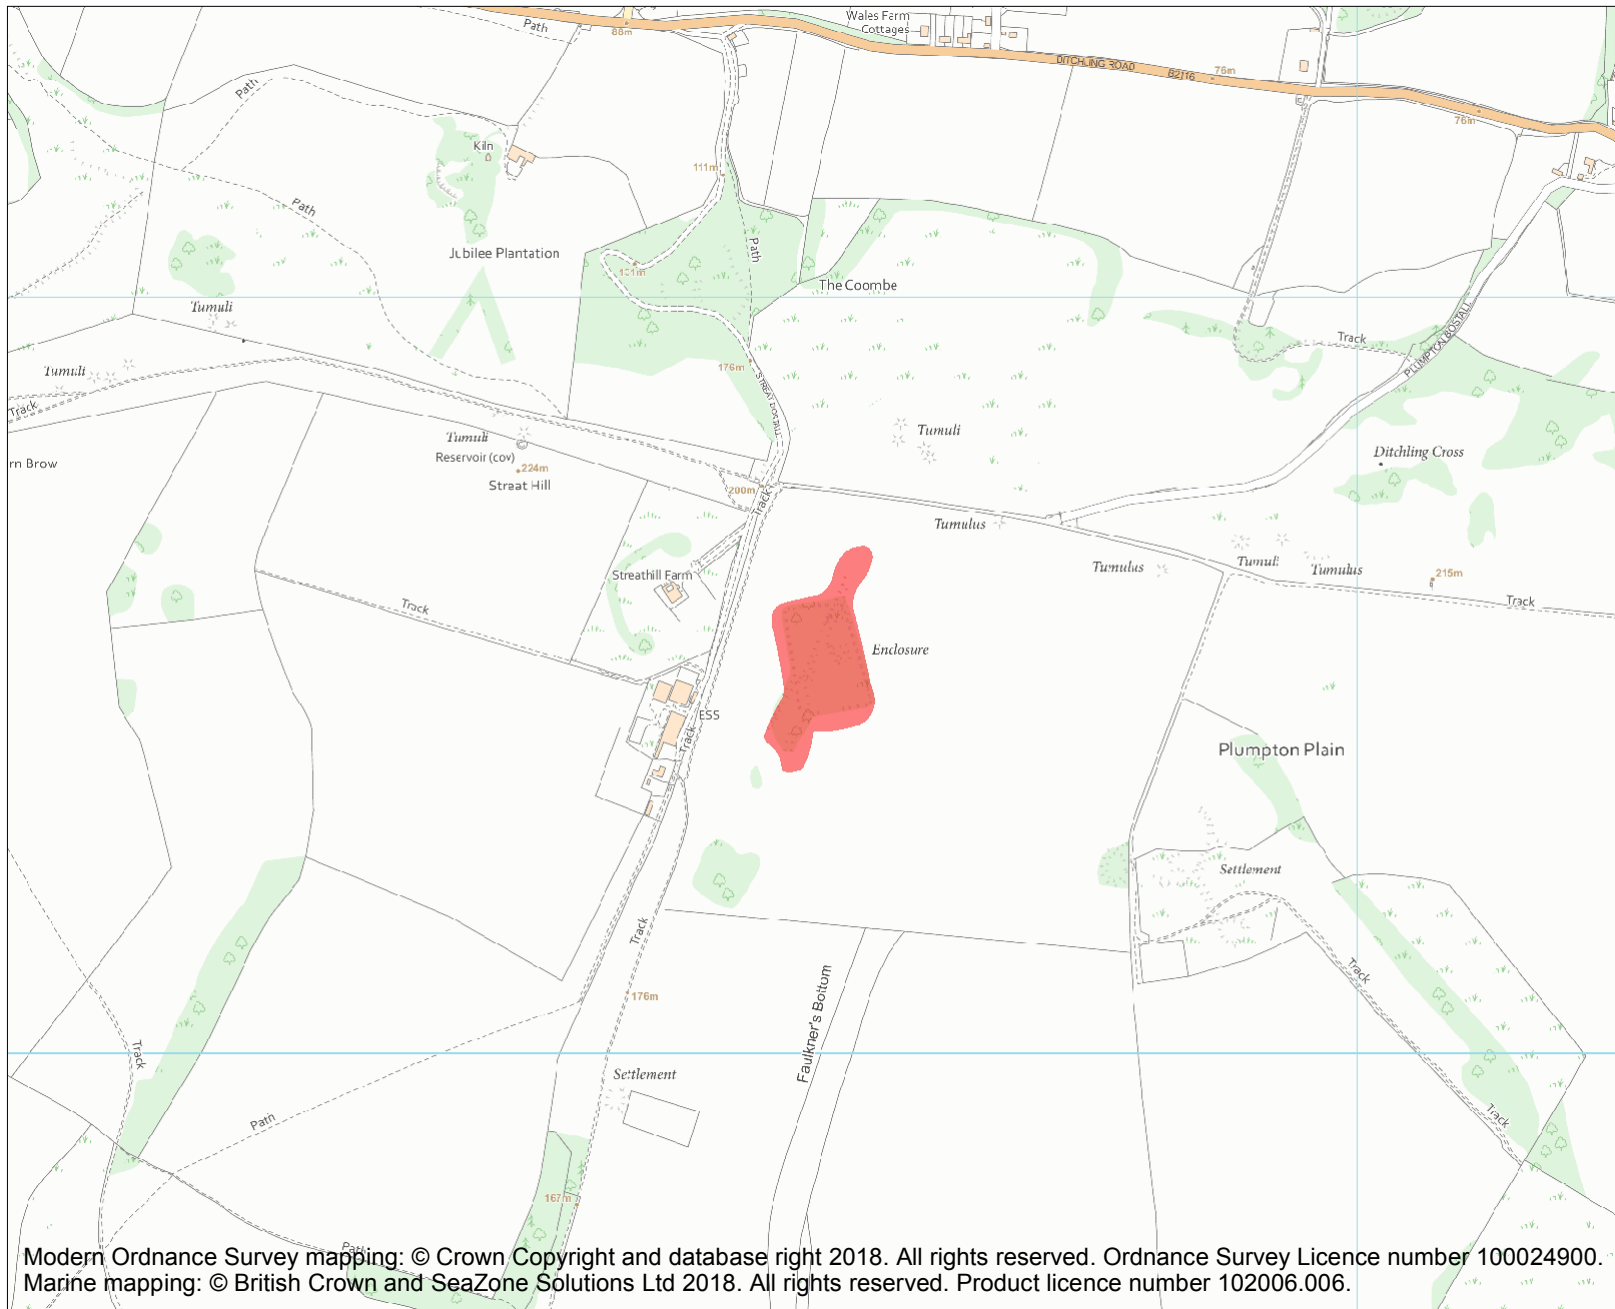 Wales Farm
Cottages
Path
88m
DITCHLING ROAD
B2116
76m
76m
Path
Kiln
111m
Path
Path
Jubilee Plantation
131m
The Coombe
Tumuli
Track
PLUMPTON BOSTALL
Tumuli
176m
STREAT BOSTALL
Track
Tumuli
Tumuli
Reservoir (cov)
224m
Streat Hill
rn Brow
Ditchling Cross
200m
Track
Tumulus
Tumulus
Tumuli
Tumulus
215m
Track
Streathill Farm
Track
Enclosure
ESS
Track
Plumpton Plain
Settlement
Track
Track
176m
Faulkner's Bottom
Track
Settlement
Path
Track
167m
Path
Modern Ordnance Survey mapping: © Crown Copyright and database right 2018. All rights reserved. Ordnance Survey Licence number 100024900.
Marine mapping: © British Crown and SeaZone Solutions Ltd 2018. All rights reserved. Product licence number 102006.006.